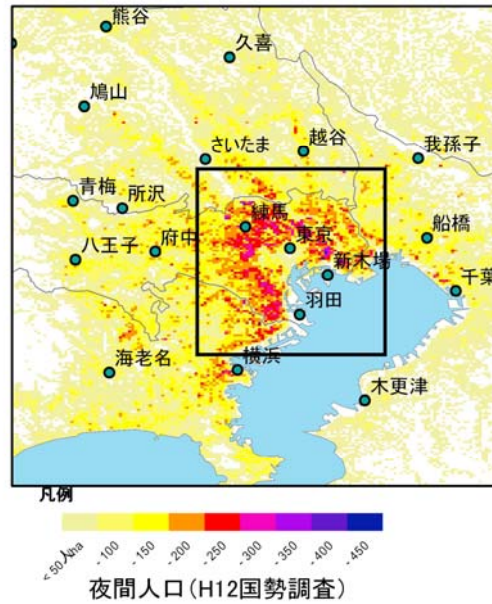 熊谷
久喜
鳩山
さいたま
越谷
我孫子
青梅
所沢
練馬
船橋
八王子
府中
東京
新木場
千葉
羽田
海老名
横浜
木更津
凡例
< 50人/ha
- 100
- 150
- 200
- 250
- 300
- 350
- 400
- 450
夜間人口(H12国勢調査)